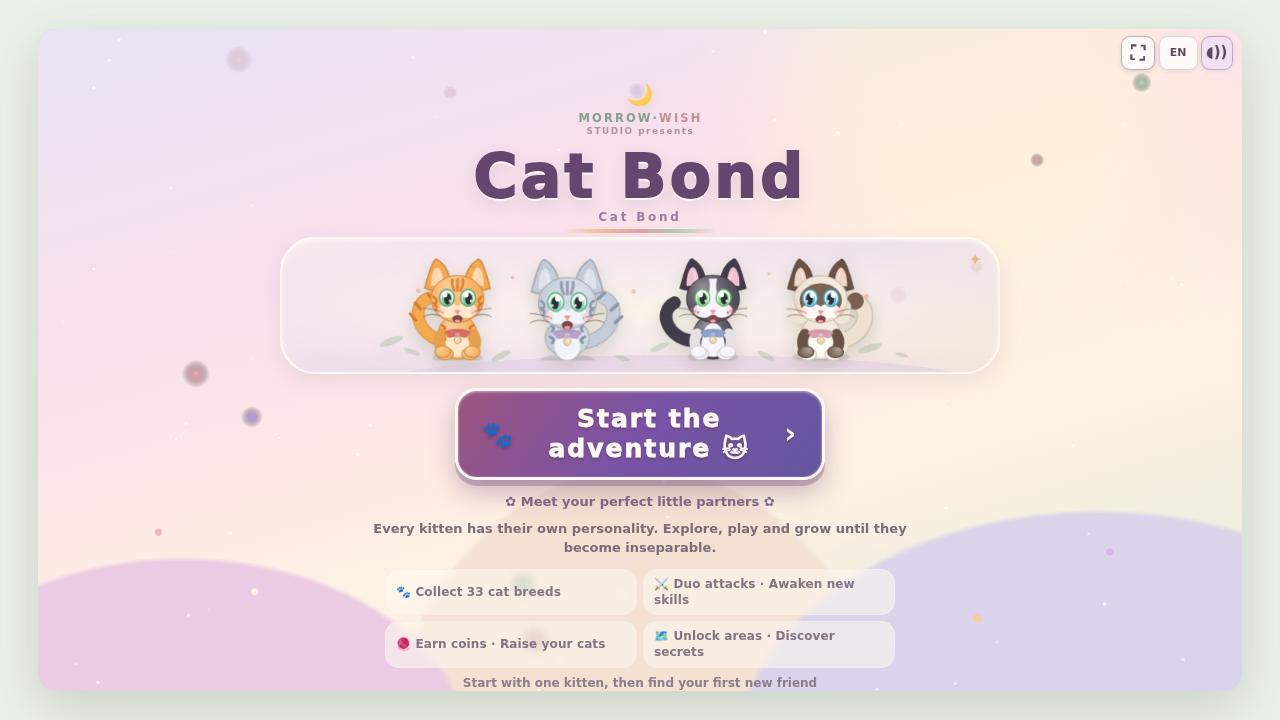 EN
MORROW·WISH
STUDIO presents
Cat Bond
Cat Bond
Start the
adventure 🐱
✿ Meet your perfect little partners ✿
Every kitten has their own personality. Explore, play and grow until they
become inseparable.
🐾 Collect 33 cat breeds
⚔️ Duo attacks · Awaken new
skills
🧶 Earn coins · Raise your cats
🗺️ Unlock areas · Discover
secrets
Start with one kitten, then find your first new friend